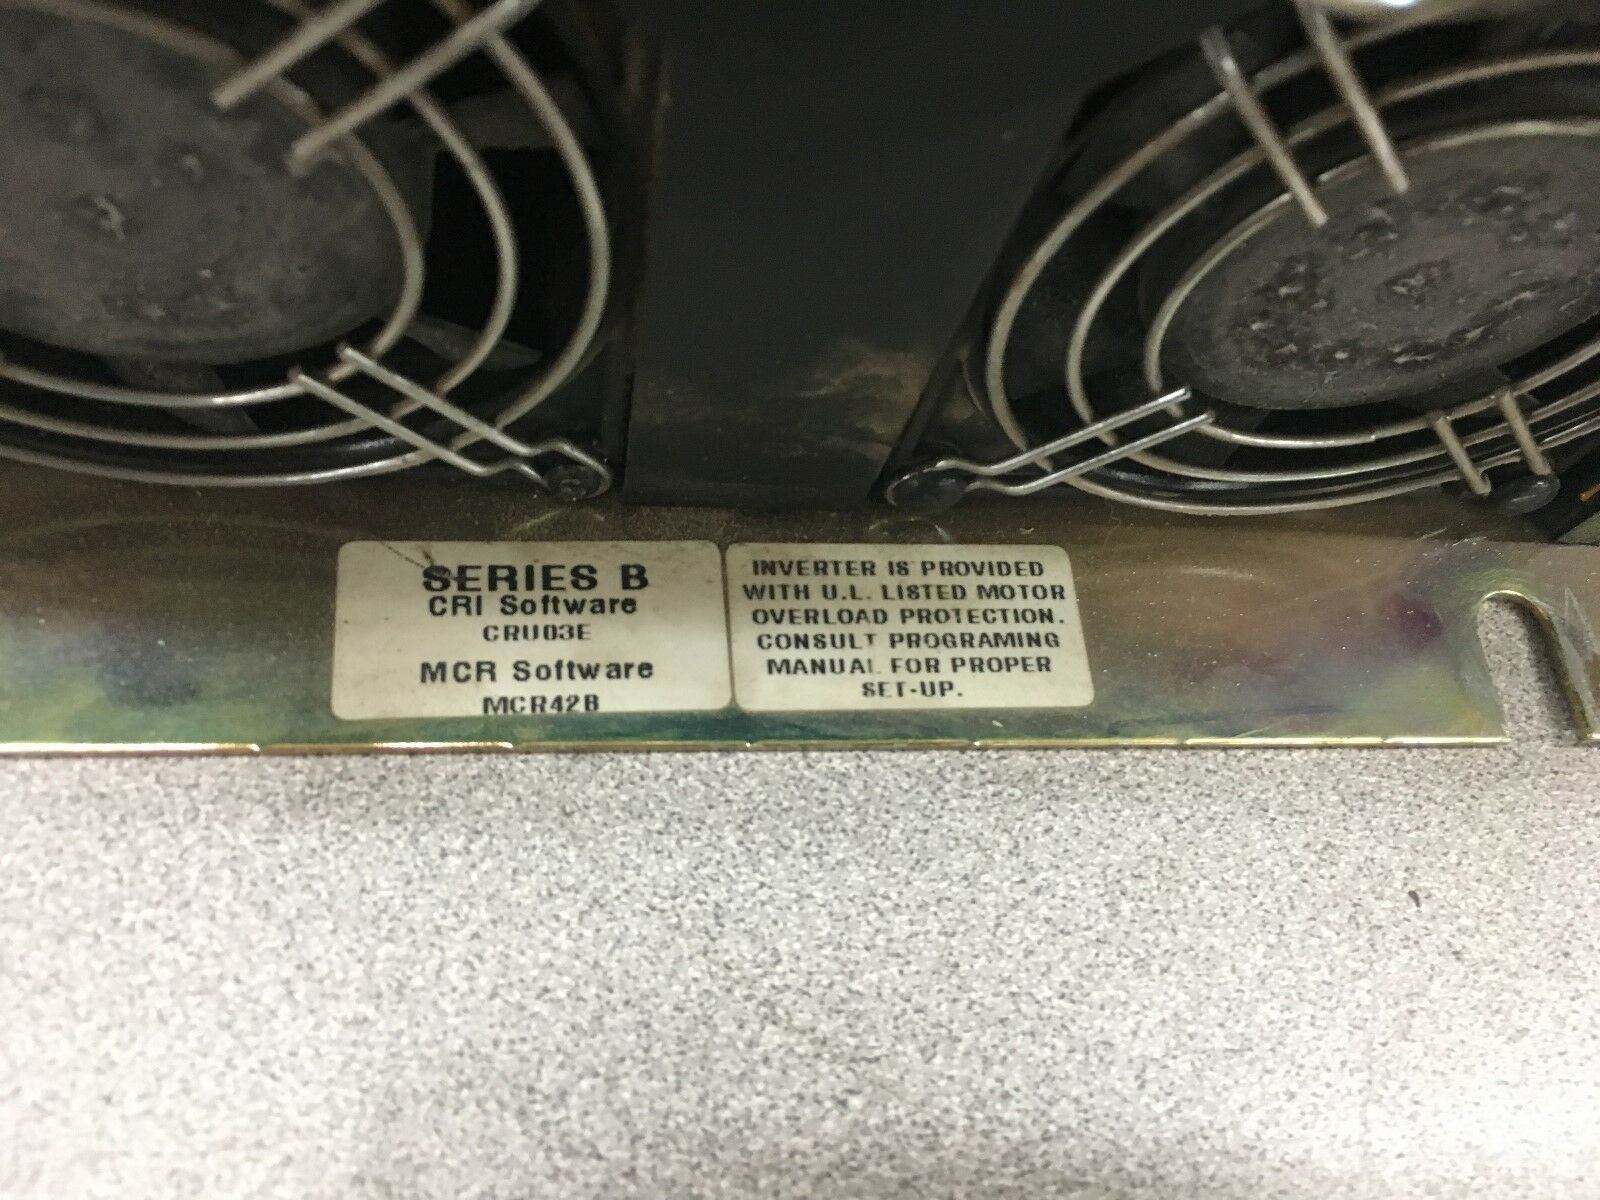 SERIES B
CRI Software
CRU03E
MCR Software
MCR42B
INVERTER IS PROVIDED
WITH U.L. LISTED MOTOR
OVERLOAD PROTECTION.
CONSULT PROGRAMING
MANUAL FOR PROPER
SET-UP.